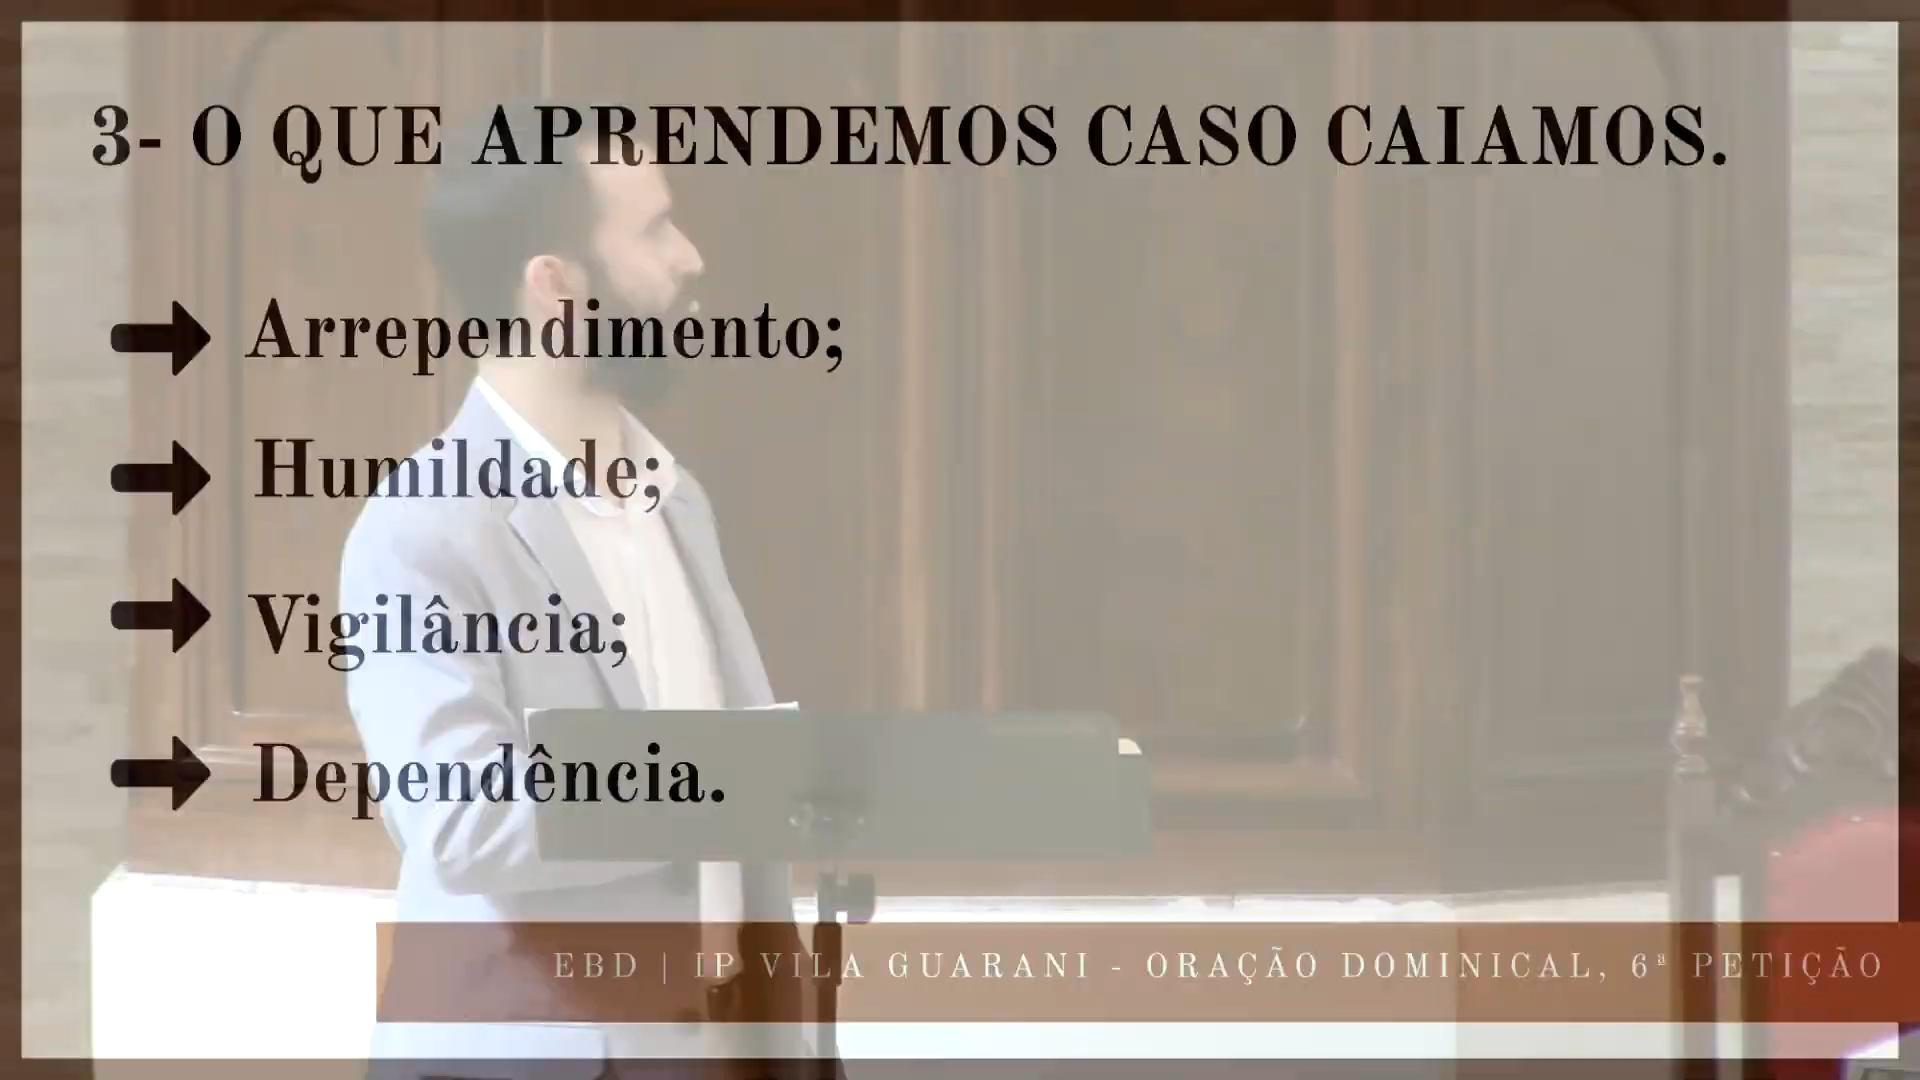 3- O QUE APRENDEMOS CASO CAIAMOS.
Arrependimento;
Humildade;
Vigilância;
Dependência.
EBD | IP VILA GUARANI - ORAÇÃO DOMINICAL, 6ª PETIÇÃO